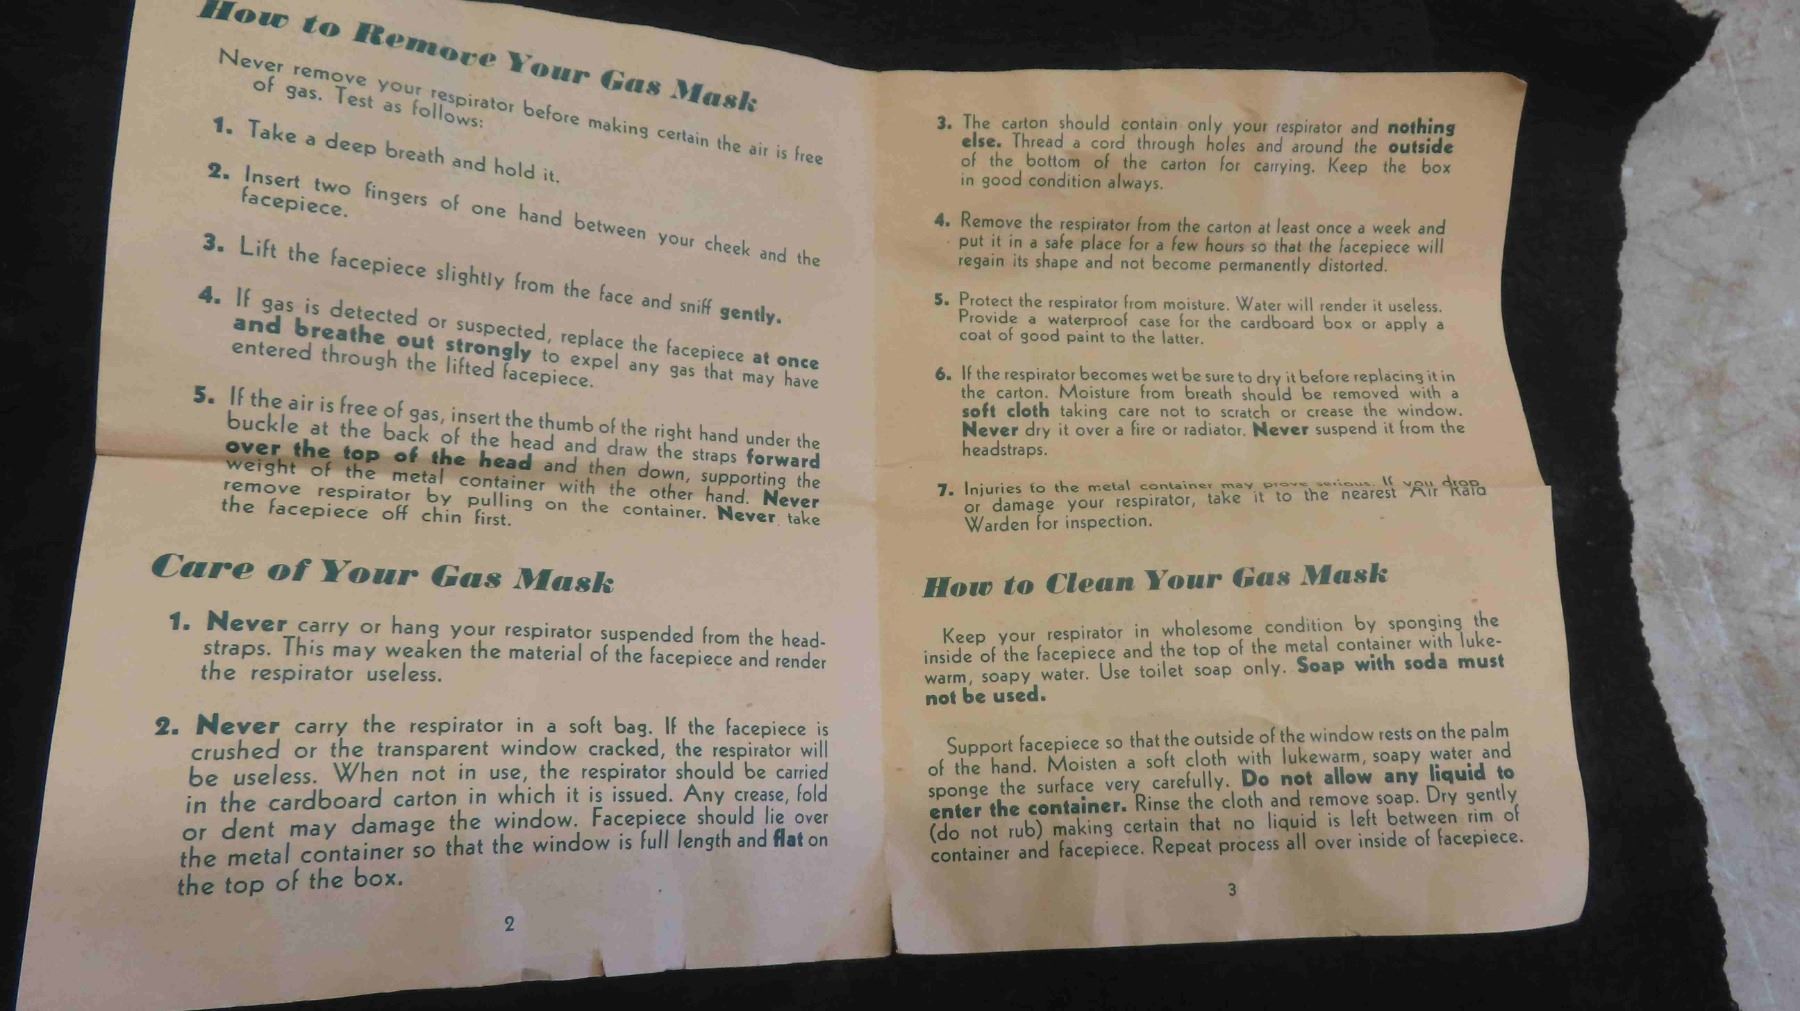 How to Remove Your Gas Mask
Never remove your respirator before making certain the air is free
of gas. Test as follows:
1. Take a deep breath and hold it.
2. Insert two fingers of one hand between your cheek and the
facepiece.
3. Lift the facepiece slightly from the face and sniff gently.
4. If gas is detected or suspected, replace the facepiece at once
and breathe out strongly to expel any gas that may have
entered through the lifted facepiece.
5. If the air is free of gas, insert the thumb of the right hand under the
buckle at the back of the head and draw the straps forward
over the top of the head and then down, supporting the
weight of the metal container with the other hand. Never
remove respirator by pulling on the container. Never take
the facepiece off chin first.
Care of Your Gas Mask
1. Never carry or hang your respirator suspended from the head-
straps. This may weaken the material of the facepiece and render
the respirator useless.
2. Never carry the respirator in a soft bag. If the facepiece is
crushed or the transparent window cracked, the respirator will
be useless. When not in use, the respirator should be carried
in the cardboard carton in which it is issued. Any crease, fold
or dent may damage the window. Facepiece should lie over
the metal container so that the window is full length and flat on
the top of the box.
2
3. The carton should contain only your respirator and nothing
else. Thread a cord through holes and around the outside
of the bottom of the carton for carrying. Keep the box
in good condition always.
4. Remove the respirator from the carton at least once a week and
put it in a safe place for a few hours so that the facepiece will
regain its shape and not become permanently distorted.
5. Protect the respirator from moisture. Water will render it useless.
Provide a waterproof case for the cardboard box or apply a
coat of good paint to the latter.
6. If the respirator becomes wet be sure to dry it before replacing it in
the carton. Moisture from breath should be removed with a
soft cloth taking care not to scratch or crease the window.
Never dry it over a fire or radiator. Never suspend it from the
headstraps.
7. Injuries to the metal container may prove serious. If you drop
or damage your respirator, take it to the nearest Air Raid
Warden for inspection.
How to Clean Your Gas Mask
Keep your respirator in wholesome condition by sponging the
inside of the facepiece and the top of the metal container with luke-
warm, soapy water. Use toilet soap only. Soap with soda must
not be used.
Support facepiece so that the outside of the window rests on the palm
of the hand. Moisten a soft cloth with lukewarm, soapy water and
sponge the surface very carefully. Do not allow any liquid to
enter the container. Rinse the cloth and remove soap. Dry gently
(do not rub) making certain that no liquid is left between rim of
container and facepiece. Repeat process all over inside of facepiece.
3